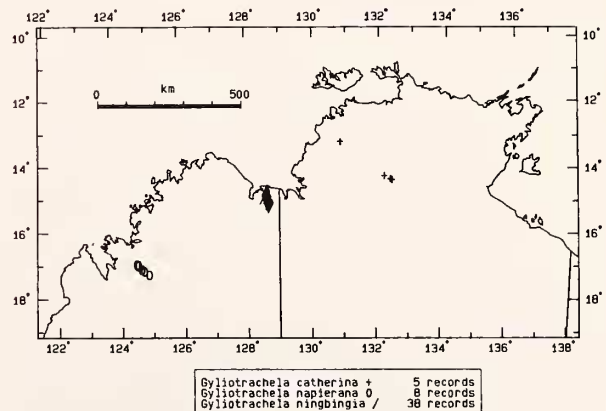 122° 124° 126° 128° 130° 132° 134° 136°
10° 10°
km
0 500
12° 12°
14° 14°
16° 16°
18° 18°
122° 124° 126° 128° 130° 132° 134° 136° 138°
Gyliotrachela catherina + 5 records
Gyliotrachela napierana O 8 records
Gyliotrachela ningbingia / 38 records